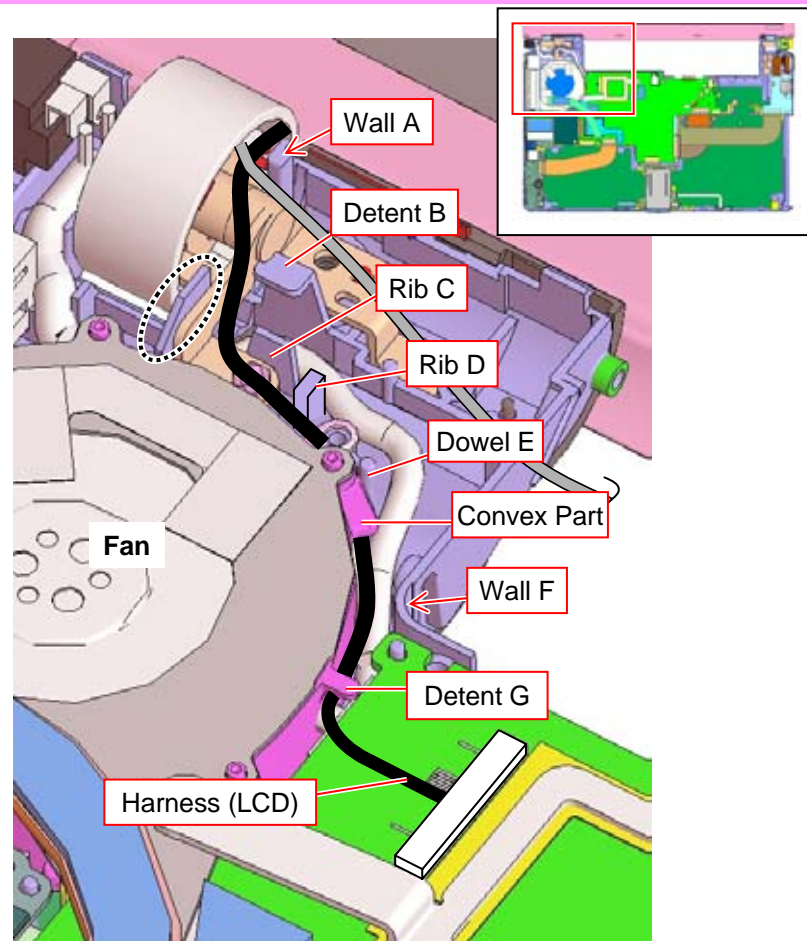 Wall A
Detent B
Rib C
Rib D
Dowel E
Convex Part
Fan
Wall F
Detent G
Harness (LCD)